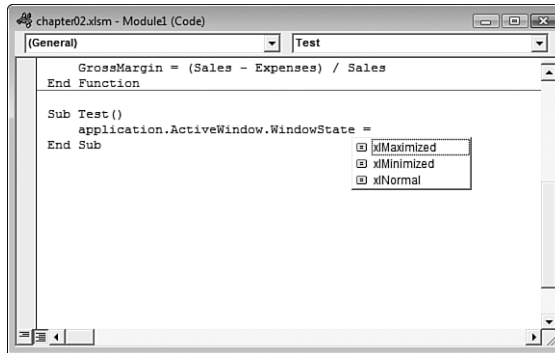 chapter02.xlsm - Module1 (Code)
(General) Test
GrossMargin = (Sales - Expenses) / Sales
End Function
Sub Test()
application.ActiveWindow.WindowState =
End Sub
xlMaximized
xlMinimized
xlNormal